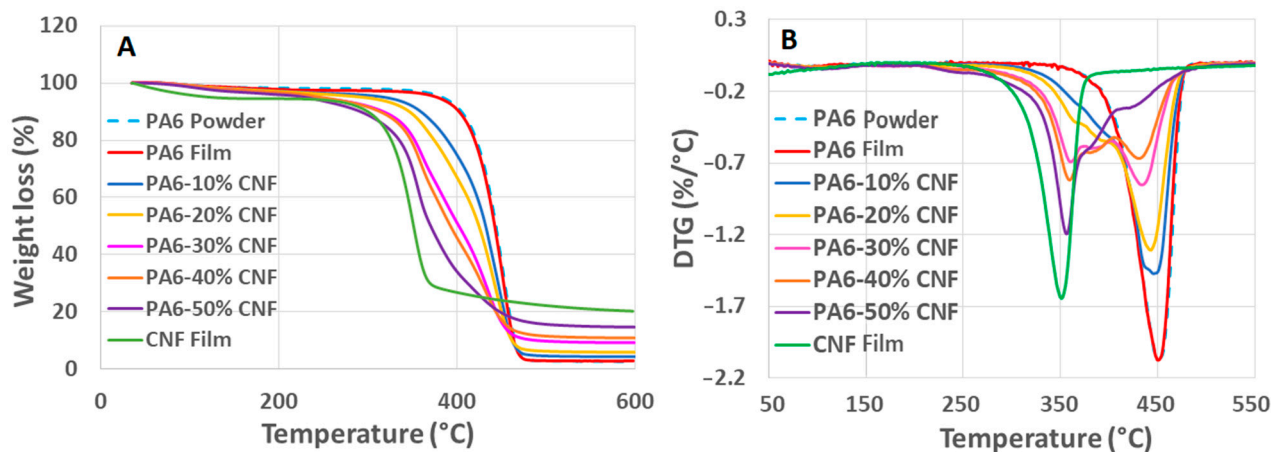 A
Weight loss (%)
120
100
80
60
40
20
0
PA6 Powder
PA6 Film
PA6-10% CNF
PA6-20% CNF
PA6-30% CNF
PA6-40% CNF
PA6-50% CNF
CNF Film
0 200 400 600
Temperature (°C)
B
DTG (%/°C)
0.3
−0.2
−0.7
−1.2
−1.7
−2.2
PA6 Powder
PA6 Film
PA6-10% CNF
PA6-20% CNF
PA6-30% CNF
PA6-40% CNF
PA6-50% CNF
CNF Film
50 150 250 350 450 550
Temperature (°C)